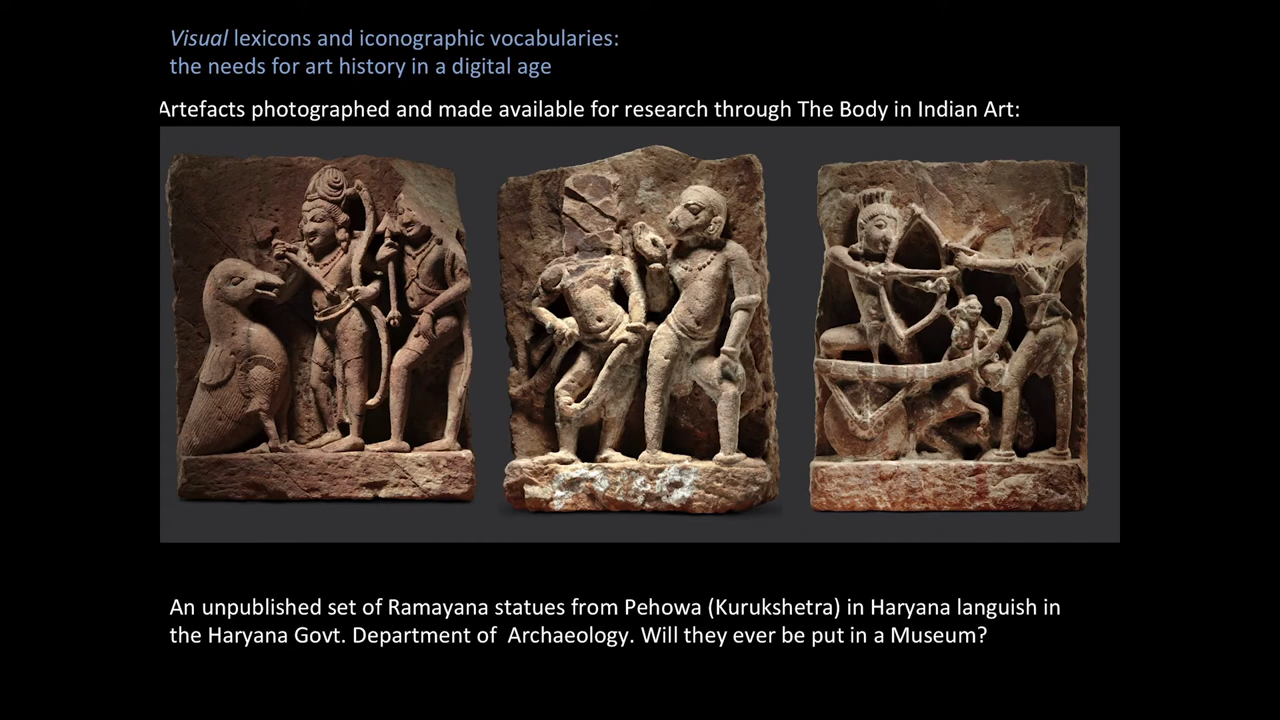 Visual lexicons and iconographic vocabularies:
the needs for art history in a digital age
Artefacts photographed and made available for research through The Body in Indian Art:
An unpublished set of Ramayana statues from Pehowa (Kurukshetra) in Haryana languish in
the Haryana Govt. Department of Archaeology. Will they ever be put in a Museum?